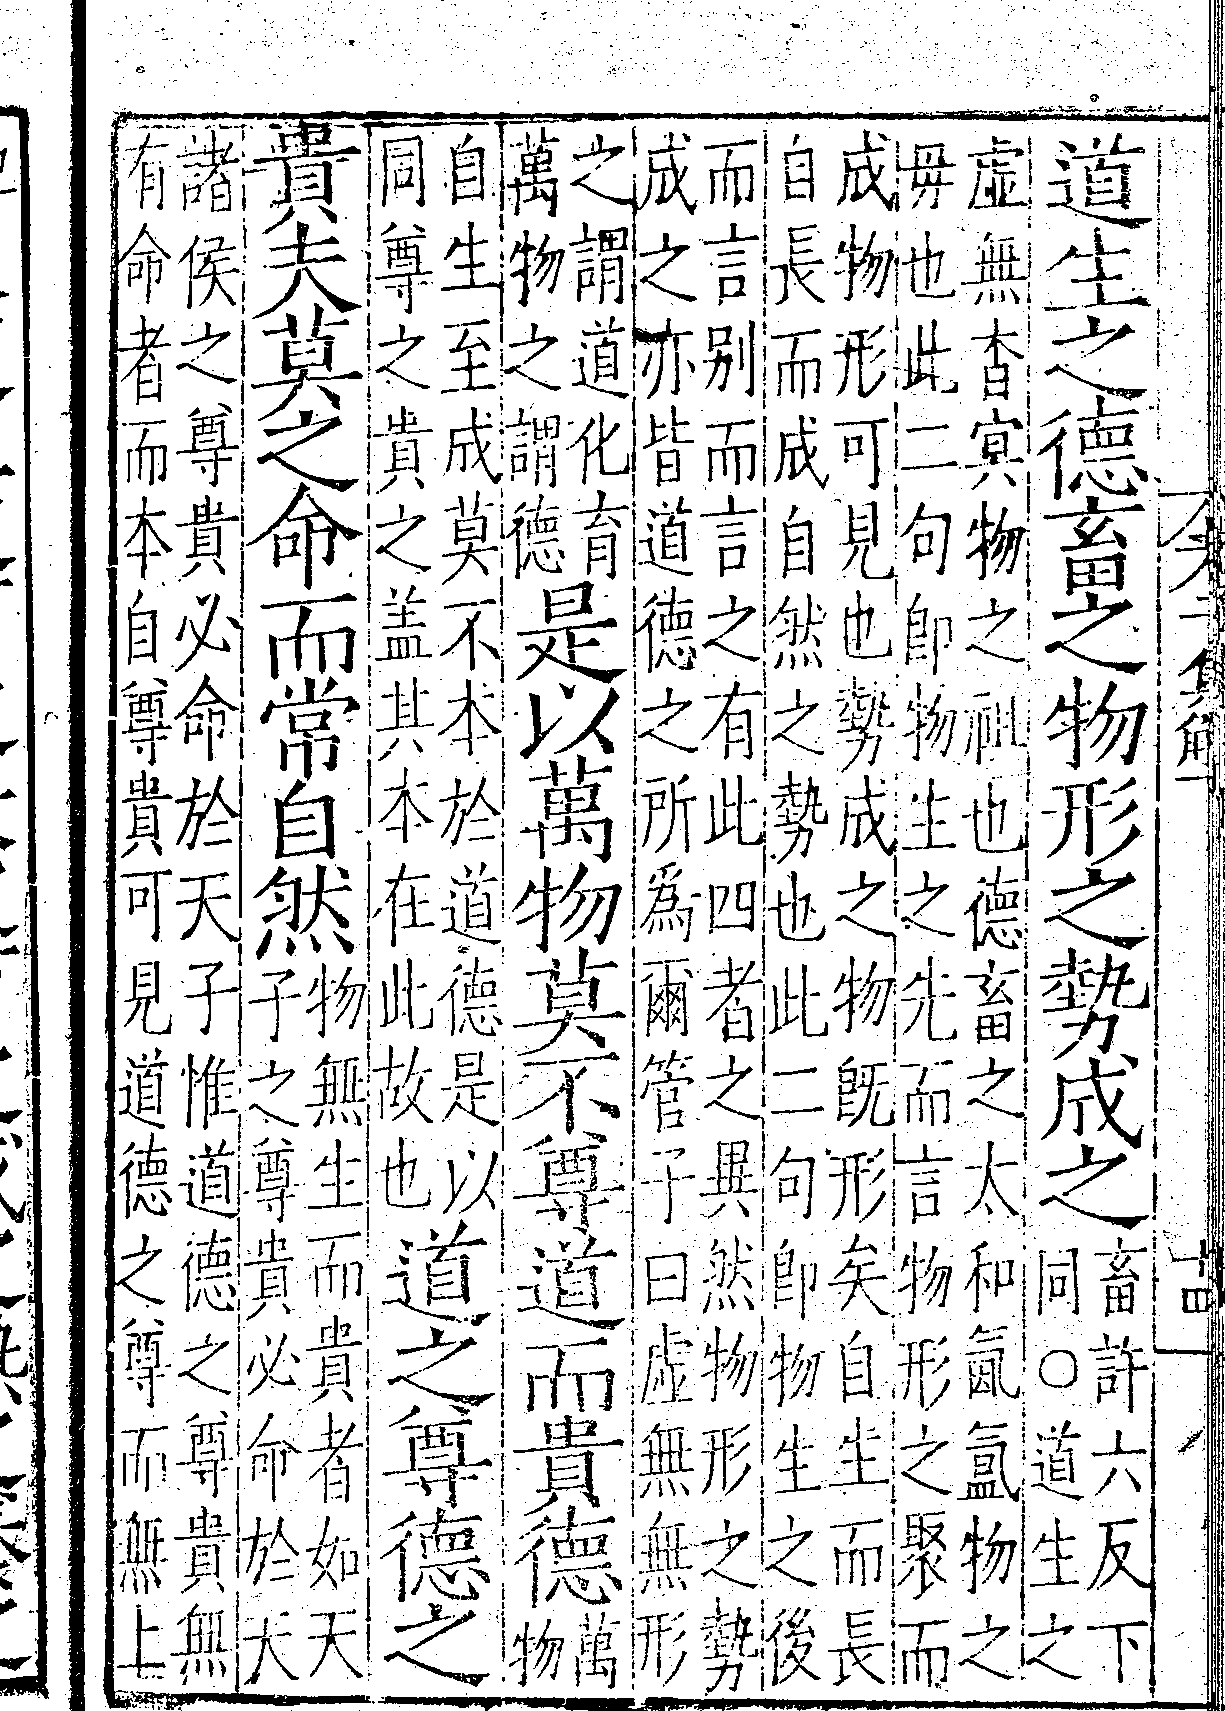 道生之德畜之物形之勢成之
畜許六反下
同○道生之
虛無杳冥物之祖也德畜之太和氤氳物之
毋也此二句即物生之先而言物形之聚而
成物形可見也勢成之物既形矣自生而長
自長而成自然之勢也此二句即物生之後
而言別而言之有此四者之異然物形之勢
成之亦皆道德之所爲爾管子曰虛無無形
之謂道化育
萬物之謂德
是以萬物莫不尊道而貴德
萬
物
自生至成莫不本於道德是以
同尊之貴之盖其本在此故也
道之尊德之
貴夫莫之命而常自然
物無生而貴者如天
子之尊貴必命於大
諸侯之尊貴必命於天子惟道德之尊貴無
有命者而本自尊貴可見道德之尊而無上